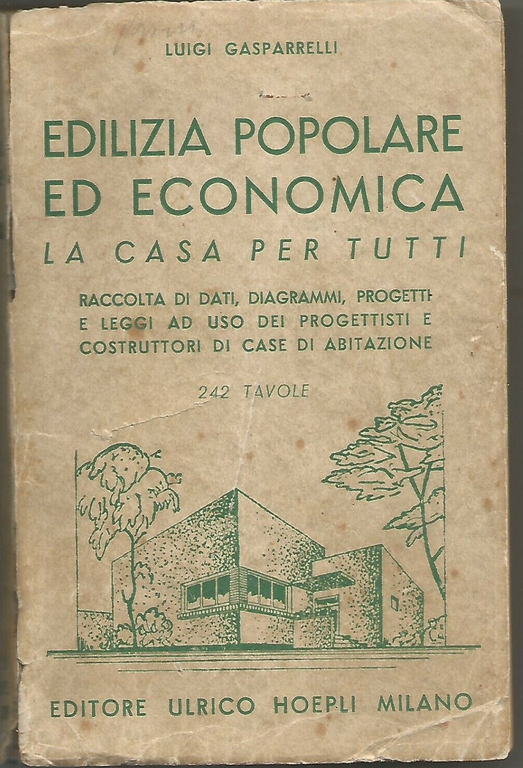 LUIGI GASPARRELLI
EDILIZIA POPOLARE
ED ECONOMICA
LA CASA PER TUTTI
RACCOLTA DI DATI, DIAGRAMMI, PROGETTI
E LEGGI AD USO DEI PROGETTISTI E
COSTRUTTORI DI CASE DI ABITAZIONE
242 TAVOLE
EDITORE ULRICO HOEPLI MILANO